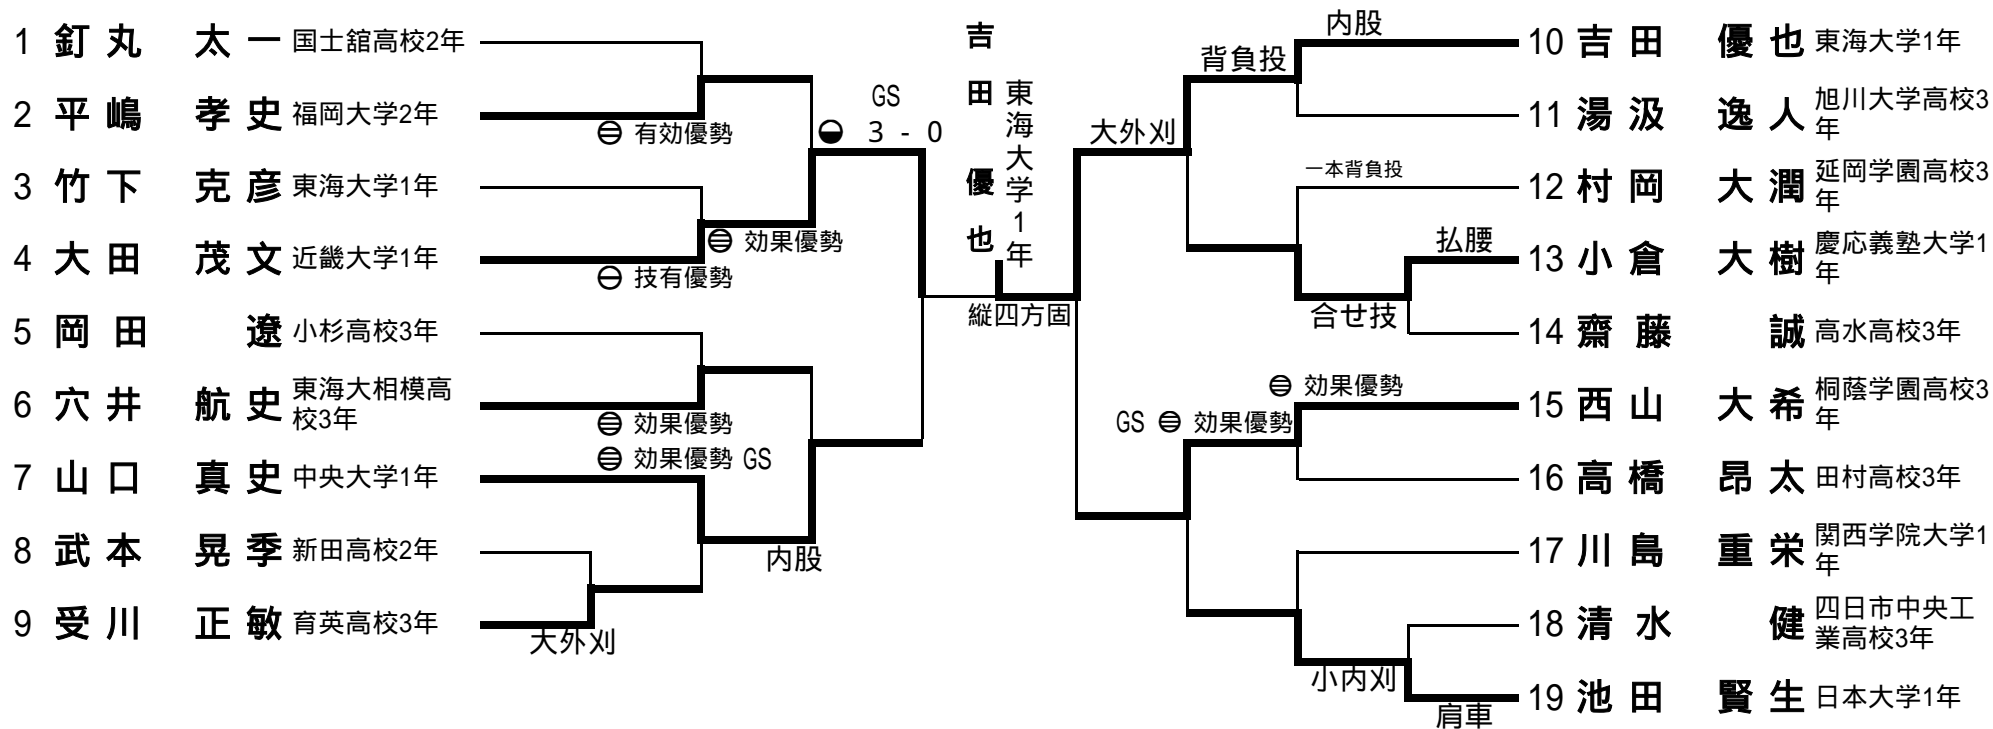 1 釘丸 太一 国士舘高校2年
2 平嶋 孝史 福岡大学2年
有効優勢
3 竹下 克彦 東海大学1年
効果優勢
4 大田 茂文 近畿大学1年
技有優勢
GS
3 - 0
5 岡田 遼 小杉高校3年
6 穴井 航史 東海大相模高
校3年
効果優勢
効果優勢 GS
7 山口 真史 中央大学1年
内股
8 武本 晃季 新田高校2年
9 受川 正敏 育英高校3年
大外刈
吉田 優也
東海大学1年
縦四方固
内股
10 吉田 優也 東海大学1年
背負投
11 湯汲 逸人 旭川大学高校3
年
大外刈
一本背負投
12 村岡 大潤 延岡学園高校3
年
払腰
13 小倉 大樹 慶応義塾大学1
年
合せ技
14 齋藤 誠 高水高校3年
効果優勢
15 西山 大希 桐蔭学園高校3
年
GS 効果優勢
16 高橋 昂太 田村高校3年
17 川島 重栄 関西学院大学1
年
18 清水 健 四日市中央工
業高校3年
小内刈
19 池田 賢生 日本大学1年
肩車